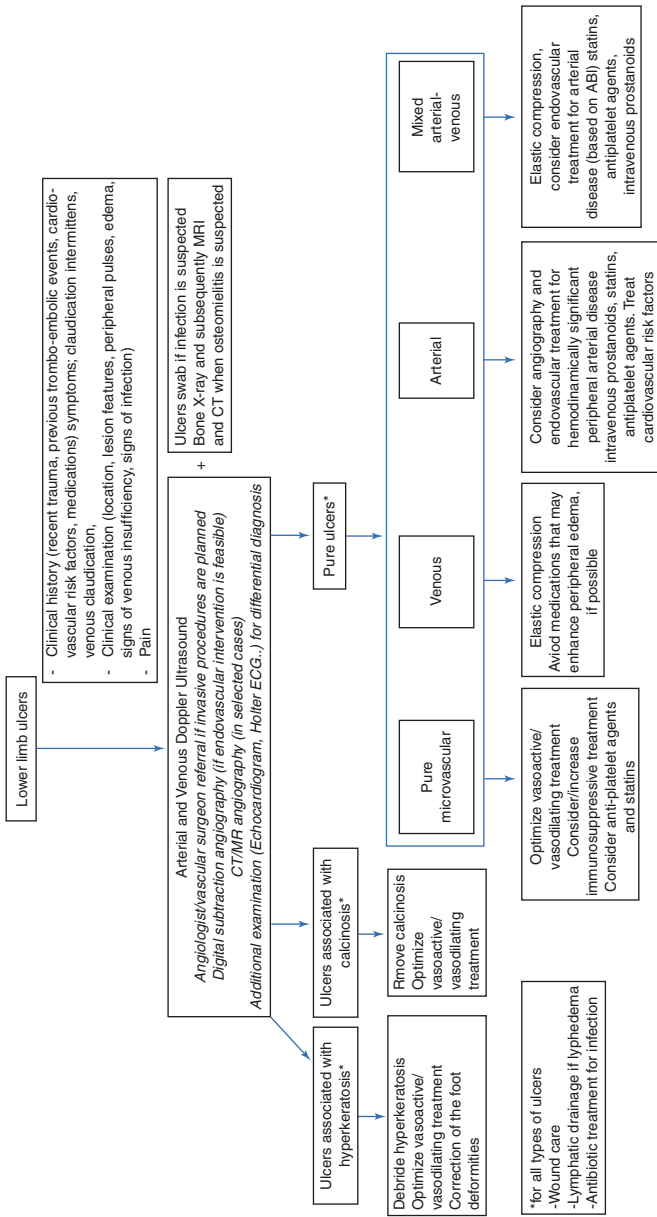 Lower limb ulcers
- Clinical history (recent trauma, previous trombo-embolic events, cardio-
vascular risk factors, medications) symptoms; claudication intermittens,
venous claudication,
- Clinical examination (location, lesion features, peripheral pulses, edema,
signs of venous insufficiency, signs of infection)
- Pain
Arterial and Venous Doppler Ultrasound
Angiologist/vascular surgeon referral if invasive procedures are planned
Digital subtraction angiography (if endovascular intervention is feasible)
CT/MR angiography (in selected cases)
Additional examination (Echocardiogram, Holter ECG..) for differential diagnosis
+
Ulcers swab if infection is suspected
Bone X-ray and subsequently MRI
and CT when osteomielitis is suspected
Ulcers associated with
hyperkeratosis*
Ulcers associated with
calcinosis*
Pure ulcers*
Debride hyperkeratosis
Optimize vasoactive/
vasodilating treatment
Correction of the foot
deformities
Rmove calcinosis
Optimize
vasoactive/
vasodilating
treatment
Pure
microvascular
Venous
Arterial
Mixed
arterial-
venous
Optimize vasoactive/
vasodilating treatment
Consider/increase
immunosuppressive treatment
Consider anti-platelet agents
and statins
Elastic compression
Aviod medications that may
enhance peripheral edema,
if possible
Consider angiography and
endovascular treatment for
hemodinamically significant
peripheral arterial disease
intravenous prostanoids, statins,
antiplatelet agents. Treat
cardiovascular risk factors
Elastic compression,
consider endovascular
treatment for arterial
disease (based on ABI) statins,
antiplatelet agents,
intravenous prostanoids
*for all types of ulcers
-Wound care
-Lymphatic drainage if lyphedema
-Antibiotic treatment for infection